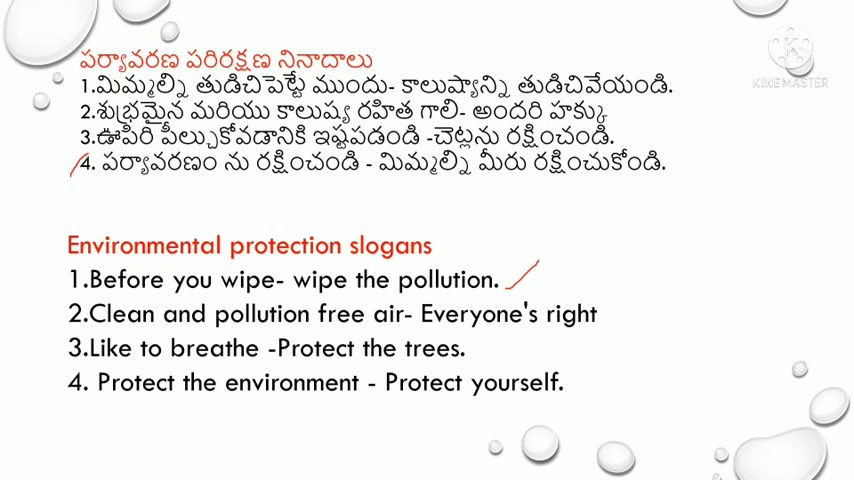 పర్యావరణ పరిరక్షణ నినాదాలు
KINEMASTER
1.మిమ్మల్ని తుడిచిపెట్టే ముందు- కాలుష్యాన్ని తుడిచివేయండి.
2.శుభ్రమైన మరియు కాలుష్య రహిత గాలి- అందరి హక్కు
3.ఊపిరి పీల్చుకోవడానికి ఇష్టపడండి -చెట్లను రక్షించండి.
4. పర్యావరణం ను రక్షించండి - మిమ్మల్ని మీరు రక్షించుకోండి.
Environmental protection slogans
1.Before you wipe- wipe the pollution.
2.Clean and pollution free air- Everyone's right
3.Like to breathe -Protect the trees.
4. Protect the environment - Protect yourself.